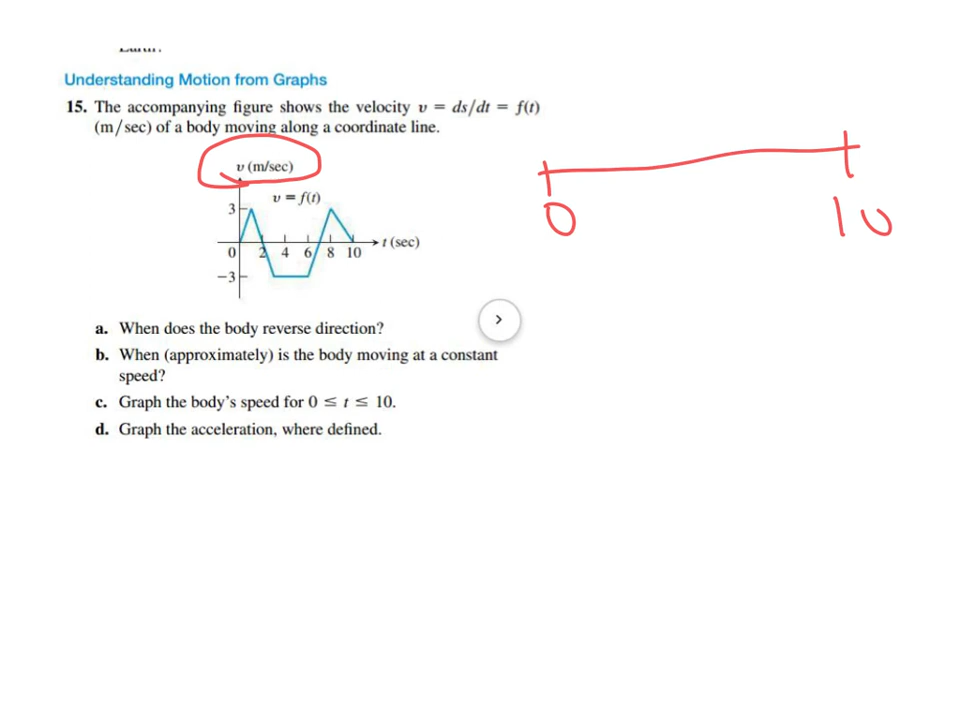 Understanding Motion from Graphs
15. The accompanying figure shows the velocity v = ds/dt = f(t)
(m/sec) of a body moving along a coordinate line.
v (m/sec)
v = f(t)
3
0 2 4 6 8 10 t (sec)
−3
0 10
a. When does the body reverse direction?
b. When (approximately) is the body moving at a constant
speed?
c. Graph the body's speed for 0 ≤ t ≤ 10.
d. Graph the acceleration, where defined.